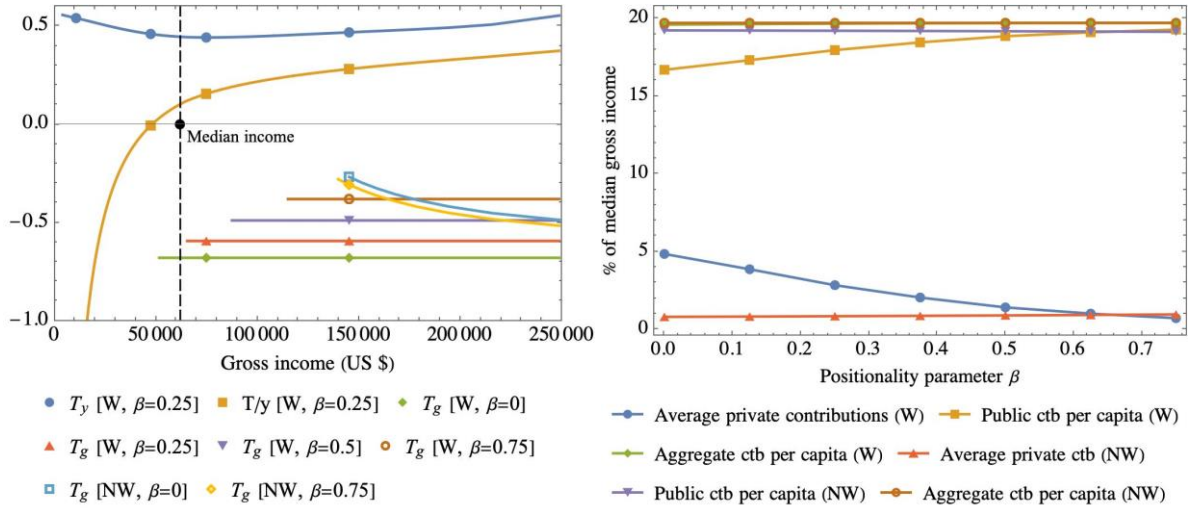 0.5
0.0
−0.5
−1.0
Median income
0
50 000
100 000
150 000
200 000
250 000
Gross income (US $)
T_y [W, β=0.25]
T/y [W, β=0.25]
T_g [W, β=0]
T_g [W, β=0.25]
T_g [W, β=0.5]
T_g [W, β=0.75]
T_g [NW, β=0]
T_g [NW, β=0.75]
% of median gross income
20
15
10
5
0
0.0
0.1
0.2
0.3
0.4
0.5
0.6
0.7
Positionality parameter β
Average private contributions (W)
Public ctb per capita (W)
Aggregate ctb per capita (W)
Average private ctb (NW)
Public ctb per capita (NW)
Aggregate ctb per capita (NW)